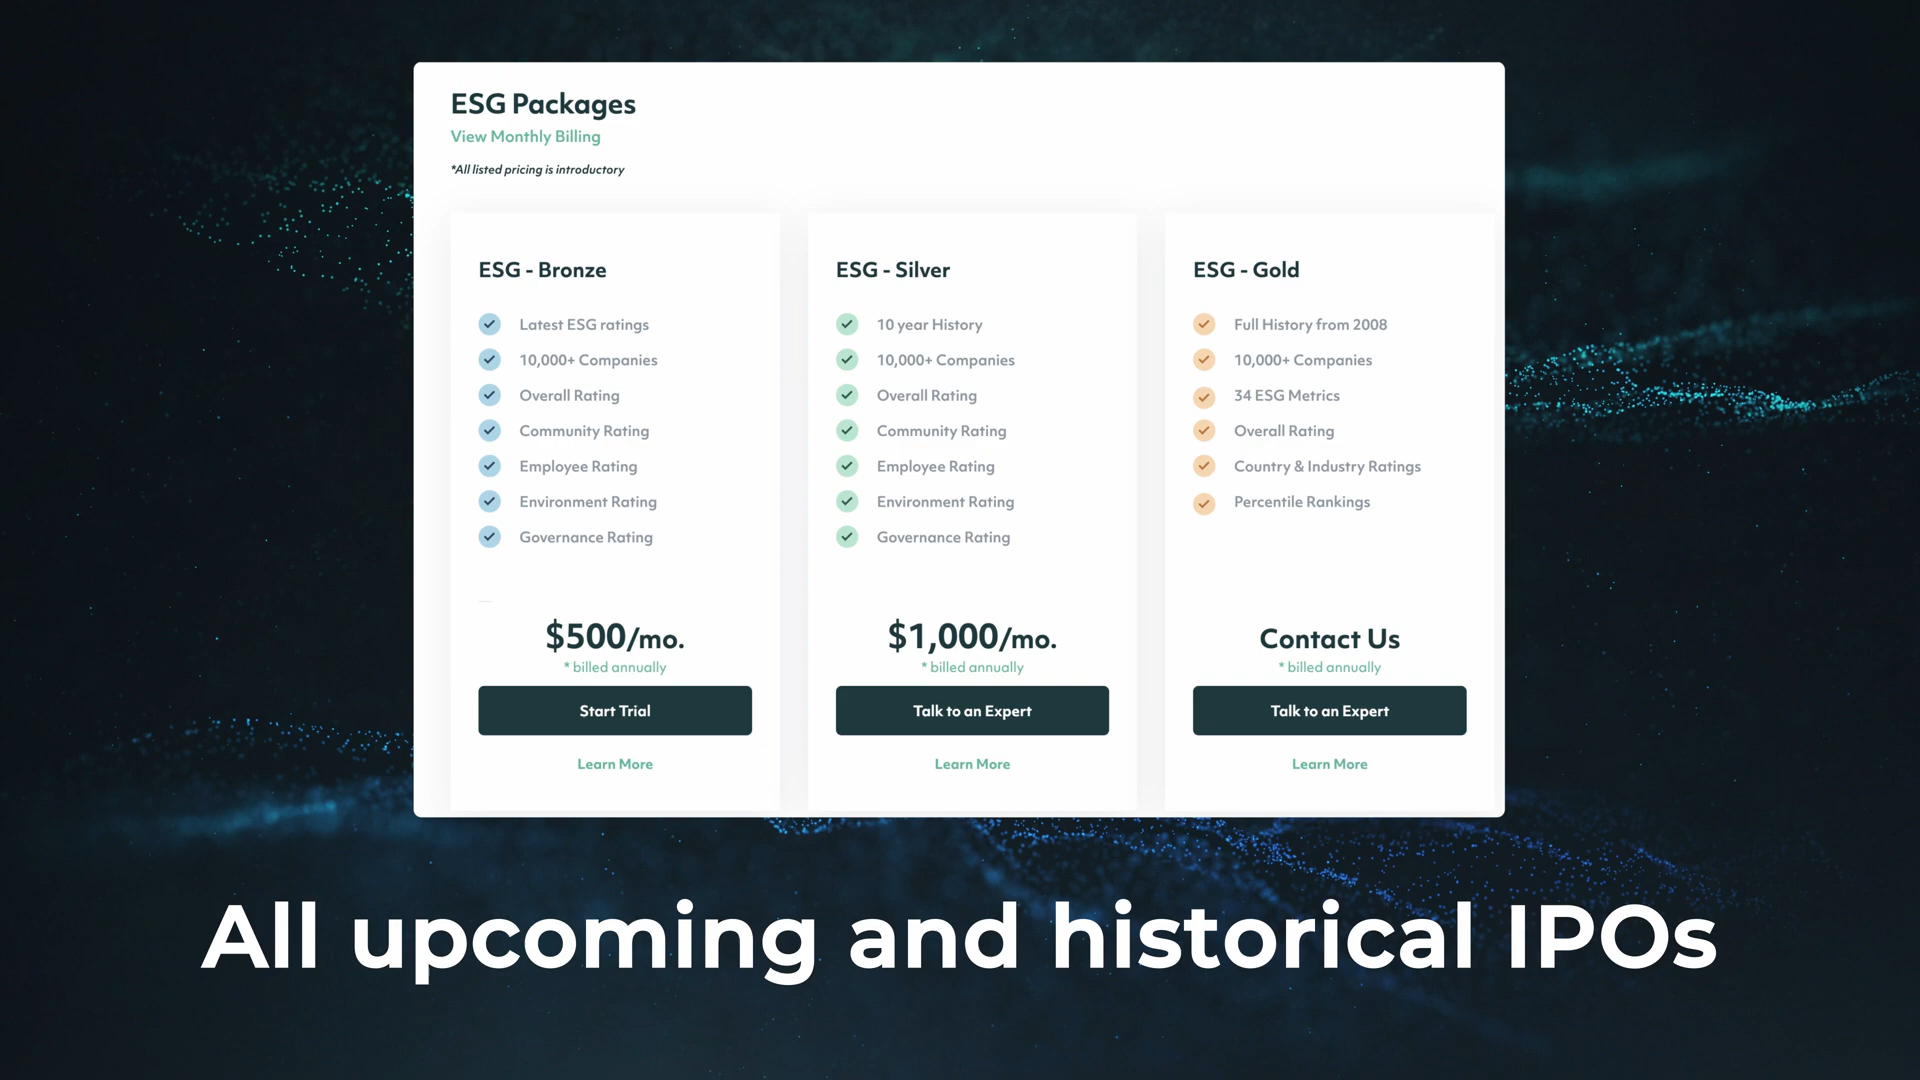 ESG Packages
View Monthly Billing
*All listed pricing is introductory
ESG - Bronze
Latest ESG ratings
10,000+ Companies
Overall Rating
Community Rating
Employee Rating
Environment Rating
Governance Rating
$500/mo.
* billed annually
Start Trial
Learn More
ESG - Silver
10 year History
10,000+ Companies
Overall Rating
Community Rating
Employee Rating
Environment Rating
Governance Rating
$1,000/mo.
* billed annually
Talk to an Expert
Learn More
ESG - Gold
Full History from 2008
10,000+ Companies
34 ESG Metrics
Overall Rating
Country & Industry Ratings
Percentile Rankings
Contact Us
* billed annually
Talk to an Expert
Learn More
All upcoming and historical IPOs